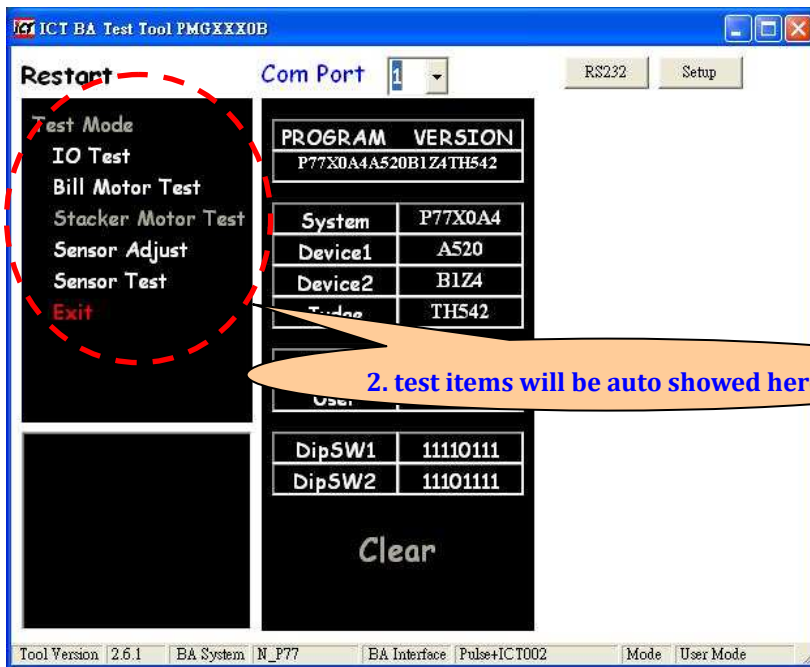 ICT ICT BA Test Tool PMGXXX0B
Restart
Com Port 1
RS232 Setup
Test Mode
IO Test
Bill Motor Test
Stacker Motor Test
Sensor Adjust
Sensor Test
Exit
PROGRAM VERSION
P77X0A4A520B1Z4TH542
System P77X0A4
Device1 A520
Device2 B1Z4
Judge TH542
2. test items will be auto showed her
User
DipSW1 11110111
DipSW2 11101111
Clear
Tool Version 2.6.1 BA System N_P77 BA Interface Pulse+ICT002 Mode User Mode